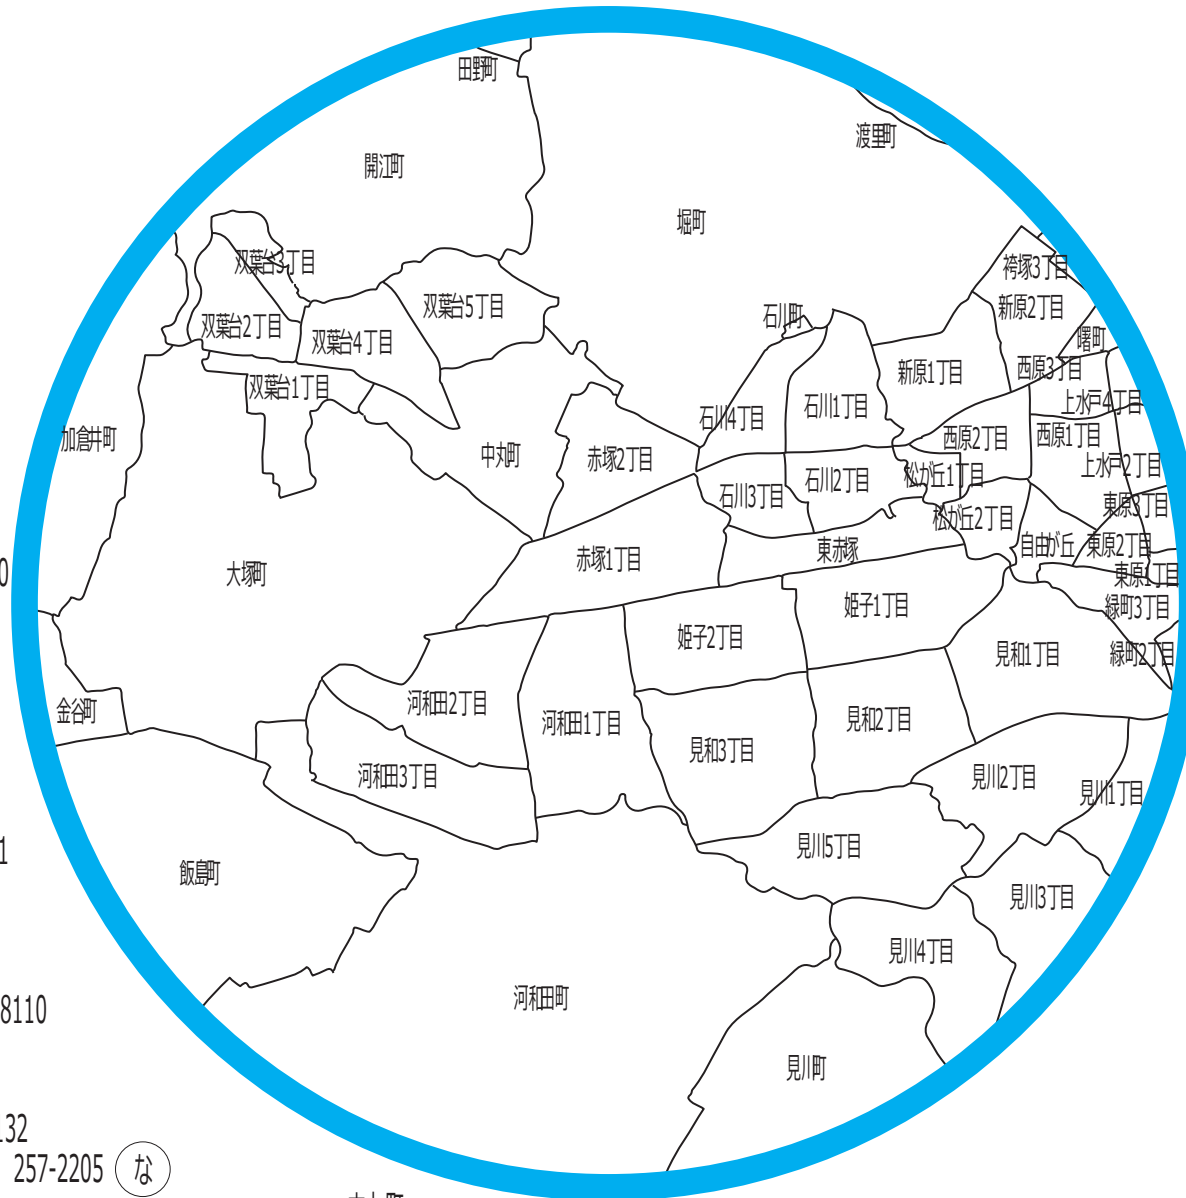 田野町
渡里町
開江町
堀町
双葉台3丁目
袴塚3丁目
新原2丁目
双葉台5丁目
石川町
双葉台2丁目
双葉台4丁目
曙町
西原3丁目
新原1丁目
双葉台1丁目
上水戸4丁目
石川1丁目
石川4丁目
加倉井町
西原2丁目
西原1丁目
中丸町
赤塚2丁目
上水戸2丁目
松が丘1丁目
石川2丁目
石川3丁目
東原3丁目
松が丘2丁目
自由が丘
東原2丁目
東赤塚
赤塚1丁目
大塚町
東原1丁目
姫子1丁目
緑町3丁目
姫子2丁目
見和1丁目
緑町2丁目
河和田2丁目
金谷町
見和2丁目
河和田1丁目
見和3丁目
河和田3丁目
見川2丁目
見川1丁目
見川5丁目
飯島町
見川3丁目
見川4丁目
河和田町
8110
見川町
132
257-2205 な